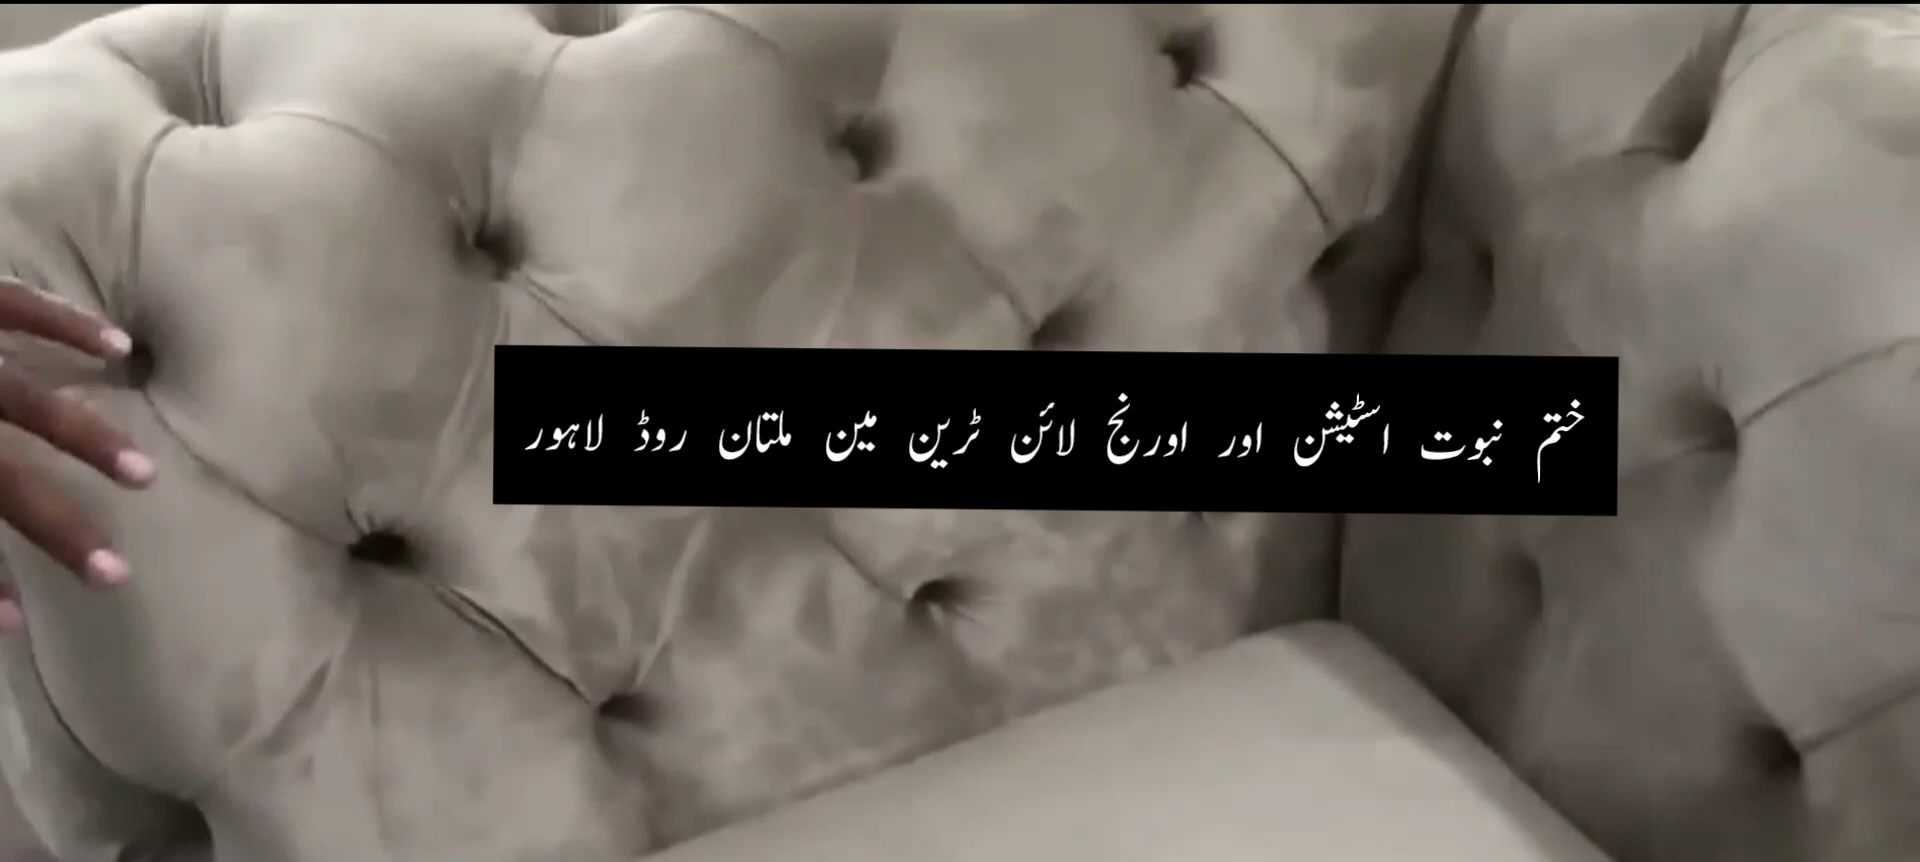 ختم نبوت اسٹیشن اور اورنج لائن ٹرین مین ملتان روڈ لاہور